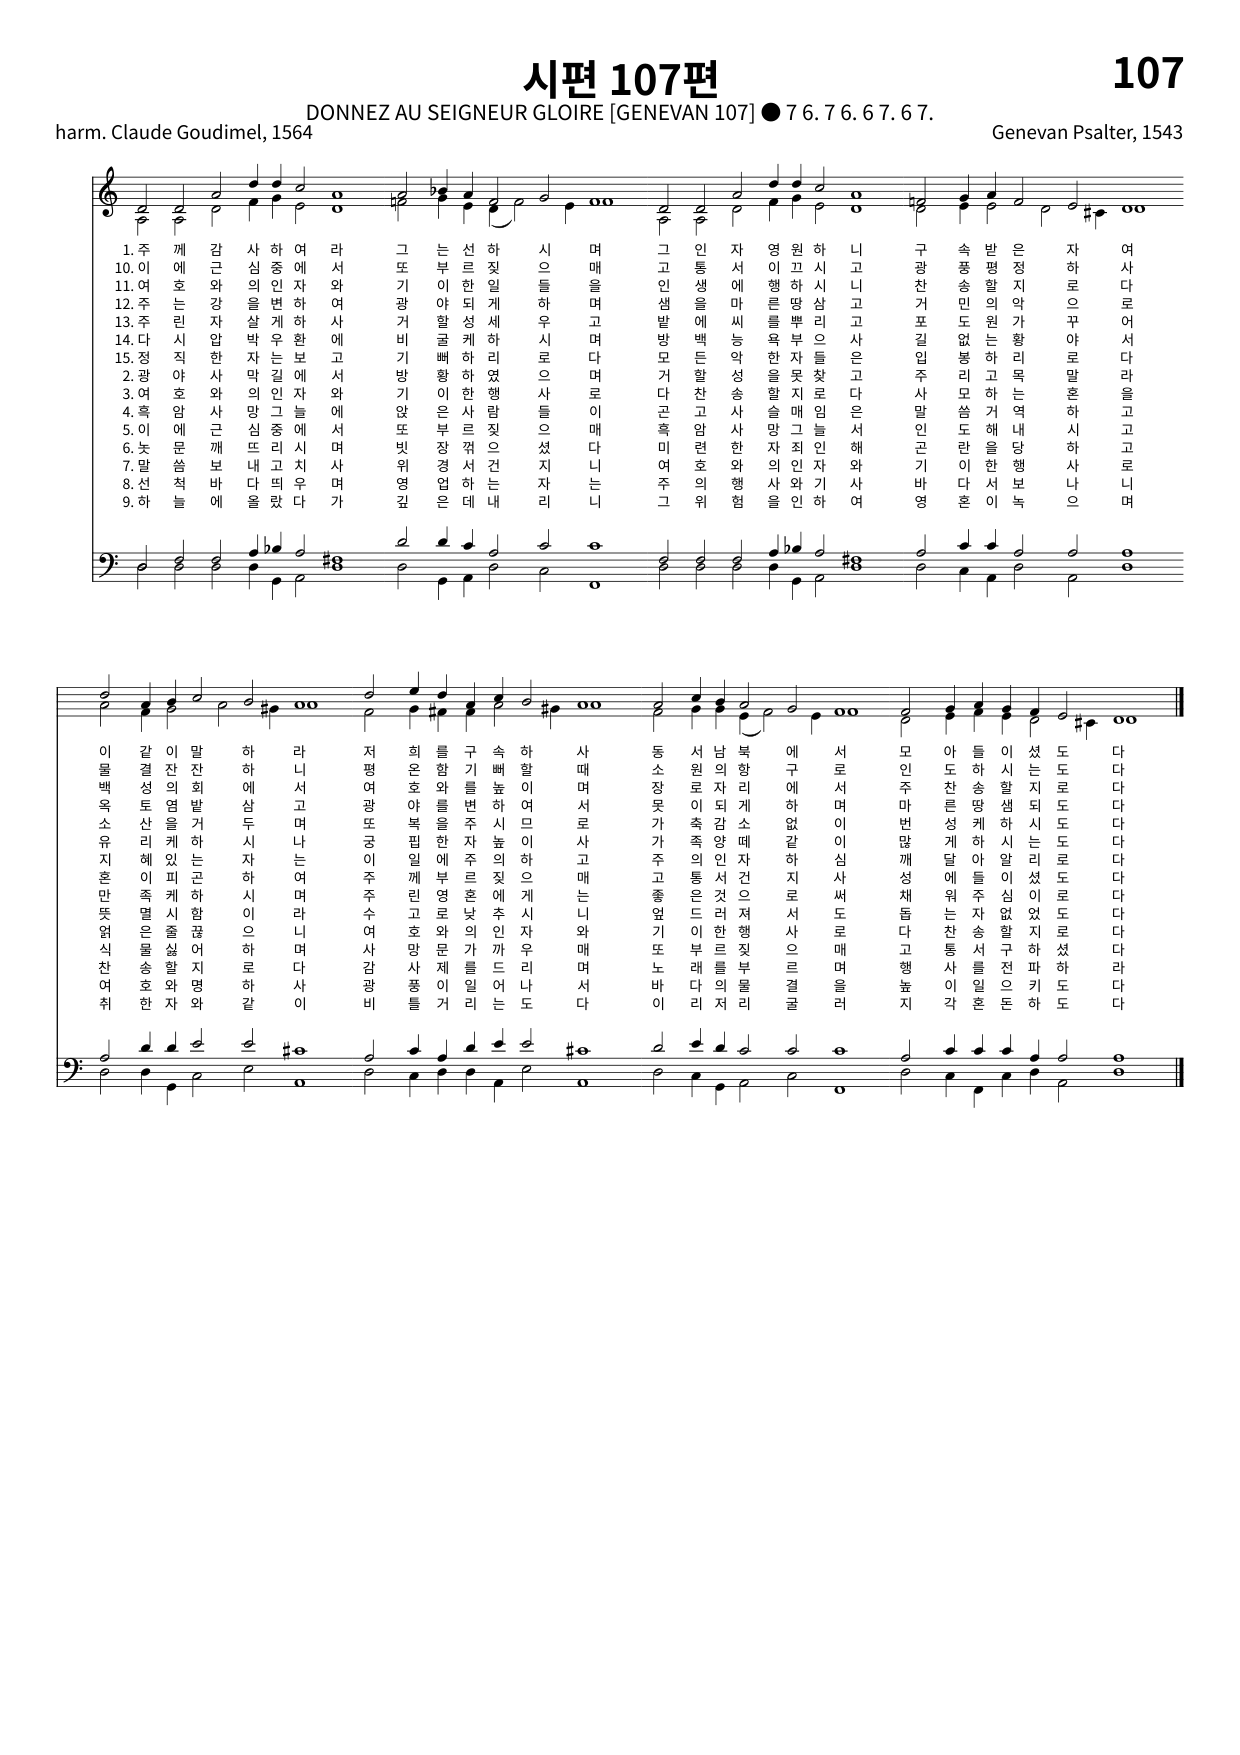 시편 107편
107
DONNEZ AU SEIGNEUR GLOIRE [GENEVAN 107] ● 7 6. 7 6. 6 7. 6 7.
harm. Claude Goudimel, 1564
Genevan Psalter, 1543
1. 주 께 감 사 하 여 라 그 는 선 하 시 며 그 인 자 영 원 하 니 구 속 받 은 자 여
10. 이 에 근 심 중 에 서 또 부 르 짖 으 매 고 통 서 이 끄 시 고 광 풍 평 정 하 사
11. 여 호 와 의 인 자 와 기 이 한 일 들 을 인 생 에 행 하 시 니 찬 송 할 지 로 다
12. 주 는 강 을 변 하 여 광 야 되 게 하 며 샘 을 마 른 땅 삼 고 거 민 의 악 으 로
13. 주 린 자 살 게 하 사 거 할 성 세 우 고 밭 에 씨 를 뿌 리 고 포 도 원 가 꾸 어
14. 다 시 압 박 우 환 에 비 굴 케 하 시 며 방 백 능 욕 부 으 사 길 없 는 황 야 서
15. 정 직 한 자 는 보 고 기 뻐 하 리 로 다 모 든 악 한 자 들 은 입 봉 하 리 로 다
2. 광 야 사 막 길 에 서 방 황 하 였 으 며 거 할 성 을 못 찾 고 주 리 고 목 말 라
3. 여 호 와 의 인 자 와 기 이 한 행 사 로 다 찬 송 할 지 로 다 사 모 하 는 혼 을
4. 흑 암 사 망 그 늘 에 앉 은 사 람 들 이 곤 고 사 슬 매 임 은 말 씀 거 역 하 고
5. 이 에 근 심 중 에 서 또 부 르 짖 으 매 흑 암 사 망 그 늘 서 인 도 해 내 시 고
6. 놋 문 깨 뜨 리 시 며 빗 장 꺾 으 셨 다 미 련 한 자 죄 인 해 곤 란 을 당 하 고
7. 말 씀 보 내 고 치 사 위 경 서 건 지 니 여 호 와 의 인 자 와 기 이 한 행 사 로
8. 선 척 바 다 띄 우 며 영 업 하 는 자 는 주 의 행 사 와 기 사 바 다 서 보 나 니
9. 하 늘 에 올 랐 다 가 깊 은 데 내 리 니 그 위 험 을 인 하 여 영 혼 이 녹 으 며
이 같 이 말 하 라 저 희 를 구 속 하 사 동 서 남 북 에 서 모 아 들 이 셨 도 다
물 결 잔 잔 하 니 평 온 함 기 뻐 할 때 소 원 의 항 구 로 인 도 하 시 는 도 다
백 성 의 회 에 서 여 호 와 를 높 이 며 장 로 자 리 에 서 주 찬 송 할 지 로 다
옥 토 염 밭 삼 고 광 야 를 변 하 여 서 못 이 되 게 하 며 마 른 땅 샘 되 도 다
소 산 을 거 두 며 또 복 을 주 시 므 로 가 축 감 소 없 이 번 성 케 하 시 도 다
유 리 케 하 시 나 궁 핍 한 자 높 이 사 가 족 양 떼 같 이 많 게 하 시 는 도 다
지 혜 있 는 자 는 이 일 에 주 의 하 고 주 의 인 자 하 심 깨 달 아 알 리 로 다
혼 이 피 곤 하 여 주 께 부 르 짖 으 매 고 통 서 건 지 사 성 에 들 이 셨 도 다
만 족 케 하 시 며 주 린 영 혼 에 게 는 좋 은 것 으 로 써 채 워 주 심 이 로 다
뜻 멸 시 함 이 라 수 고 로 낮 추 시 니 엎 드 러 져 서 도 돕 는 자 없 었 도 다
얽 은 줄 끊 으 니 여 호 와 의 인 자 와 기 이 한 행 사 로 다 찬 송 할 지 로 다
식 물 싫 어 하 며 사 망 문 가 까 우 매 또 부 르 짖 으 매 고 통 서 구 하 셨 다
찬 송 할 지 로 다 감 사 제 를 드 리 며 노 래 를 부 르 며 행 사 를 전 파 하 라
여 호 와 명 하 사 광 풍 이 일 어 나 서 바 다 의 물 결 을 높 이 일 으 키 도 다
취 한 자 와 같 이 비 틀 거 리 는 도 다 이 리 저 리 굴 러 지 각 혼 돈 하 도 다